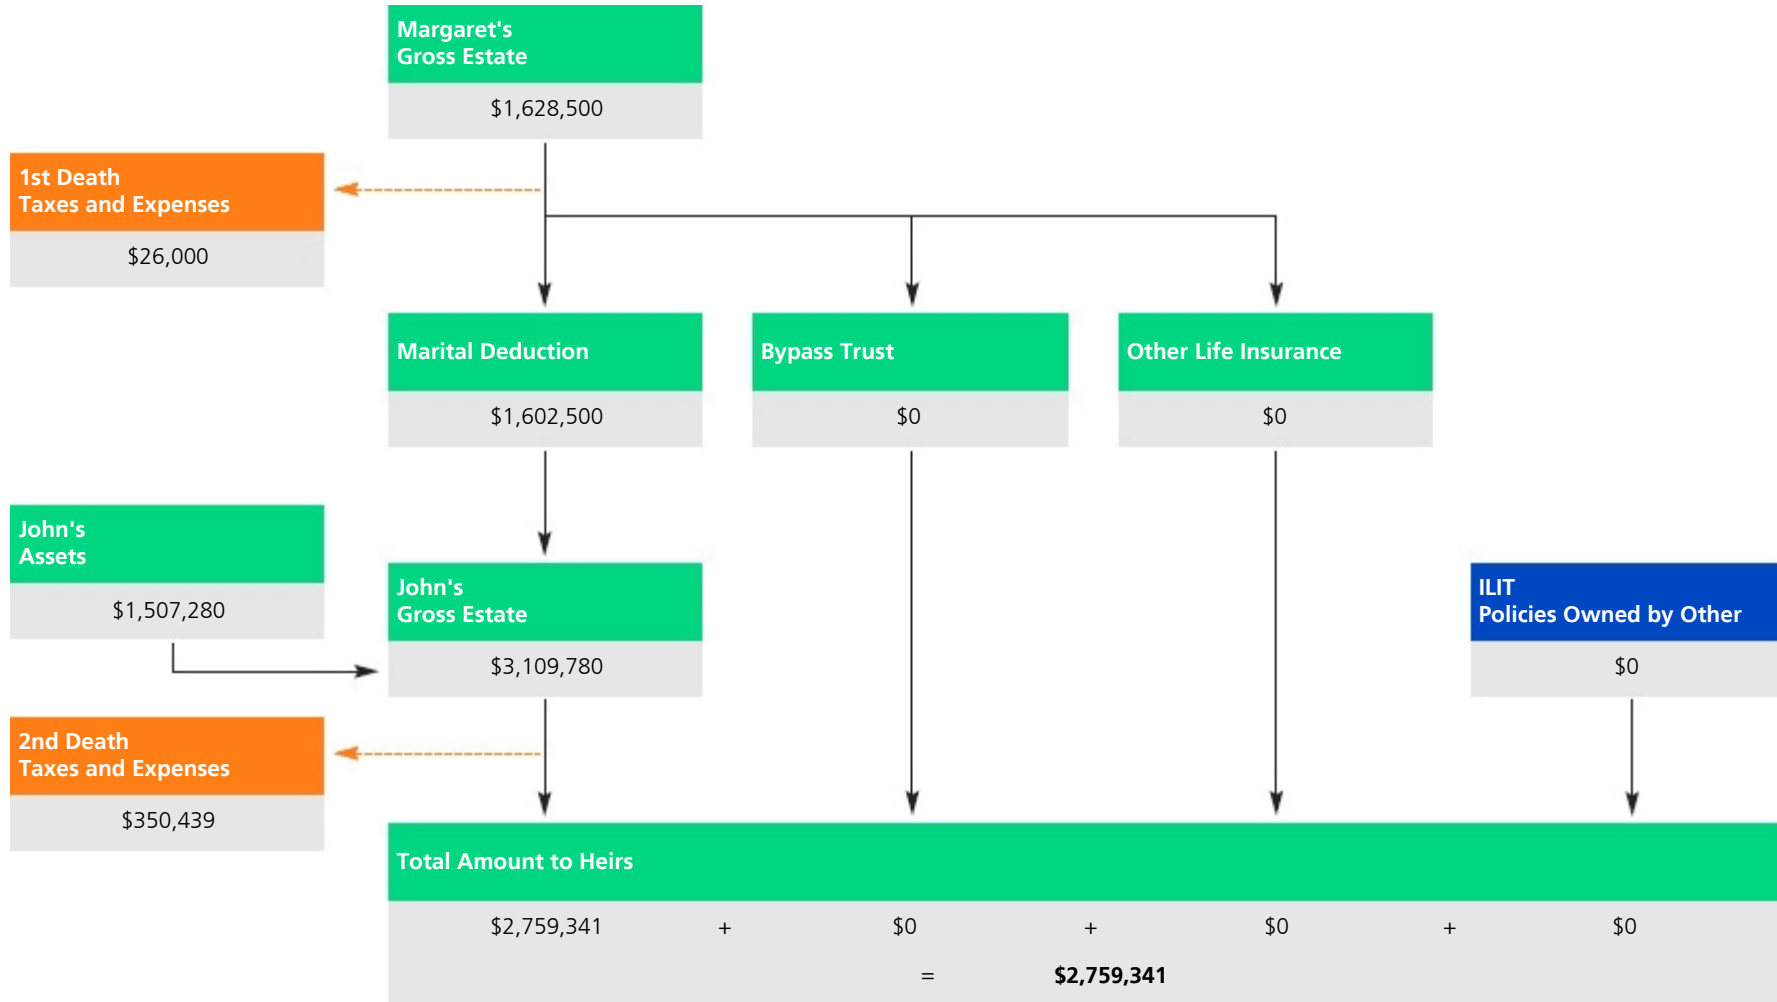 Margaret's
Gross Estate
$1,628,500
1st Death
Taxes and Expenses
$26,000
Marital Deduction
$1,602,500
Bypass Trust
$0
Other Life Insurance
$0
John's
Assets
$1,507,280
John's
Gross Estate
$3,109,780
ILIT
Policies Owned by Other
$0
2nd Death
Taxes and Expenses
$350,439
Total Amount to Heirs
$2,759,341 + $0 + $0 + $0
= $2,759,341